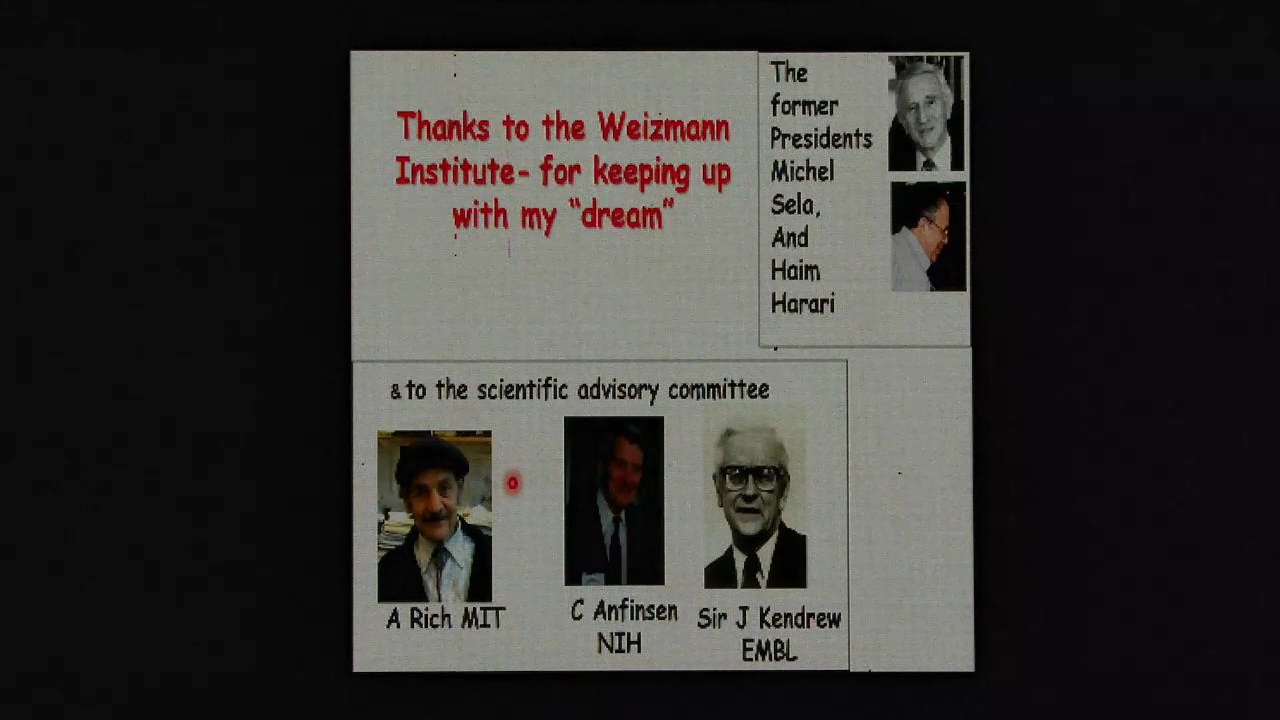 Thanks to the Weizmann
Institute- for keeping up
with my “dream”
The
former
Presidents
Michel
Sela,
And
Haim
Harari
& to the scientific advisory committee
A Rich MIT
C Anfinsen
NIH
Sir J Kendrew
EMBL